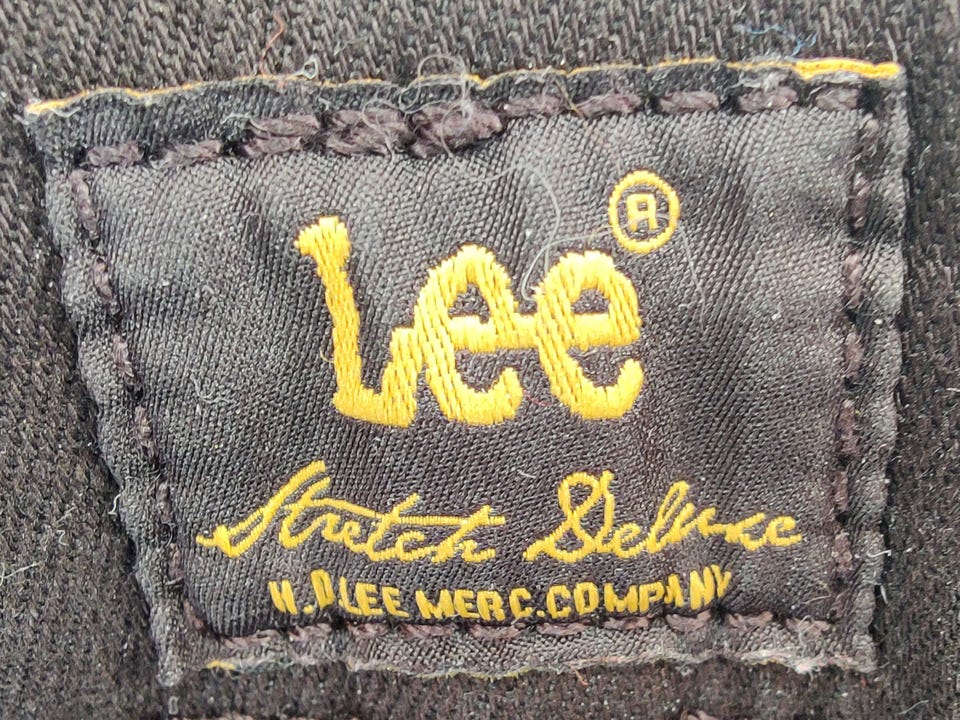 Lee®
Stretch Deluxe
H.D LEE MERC.COMPANY